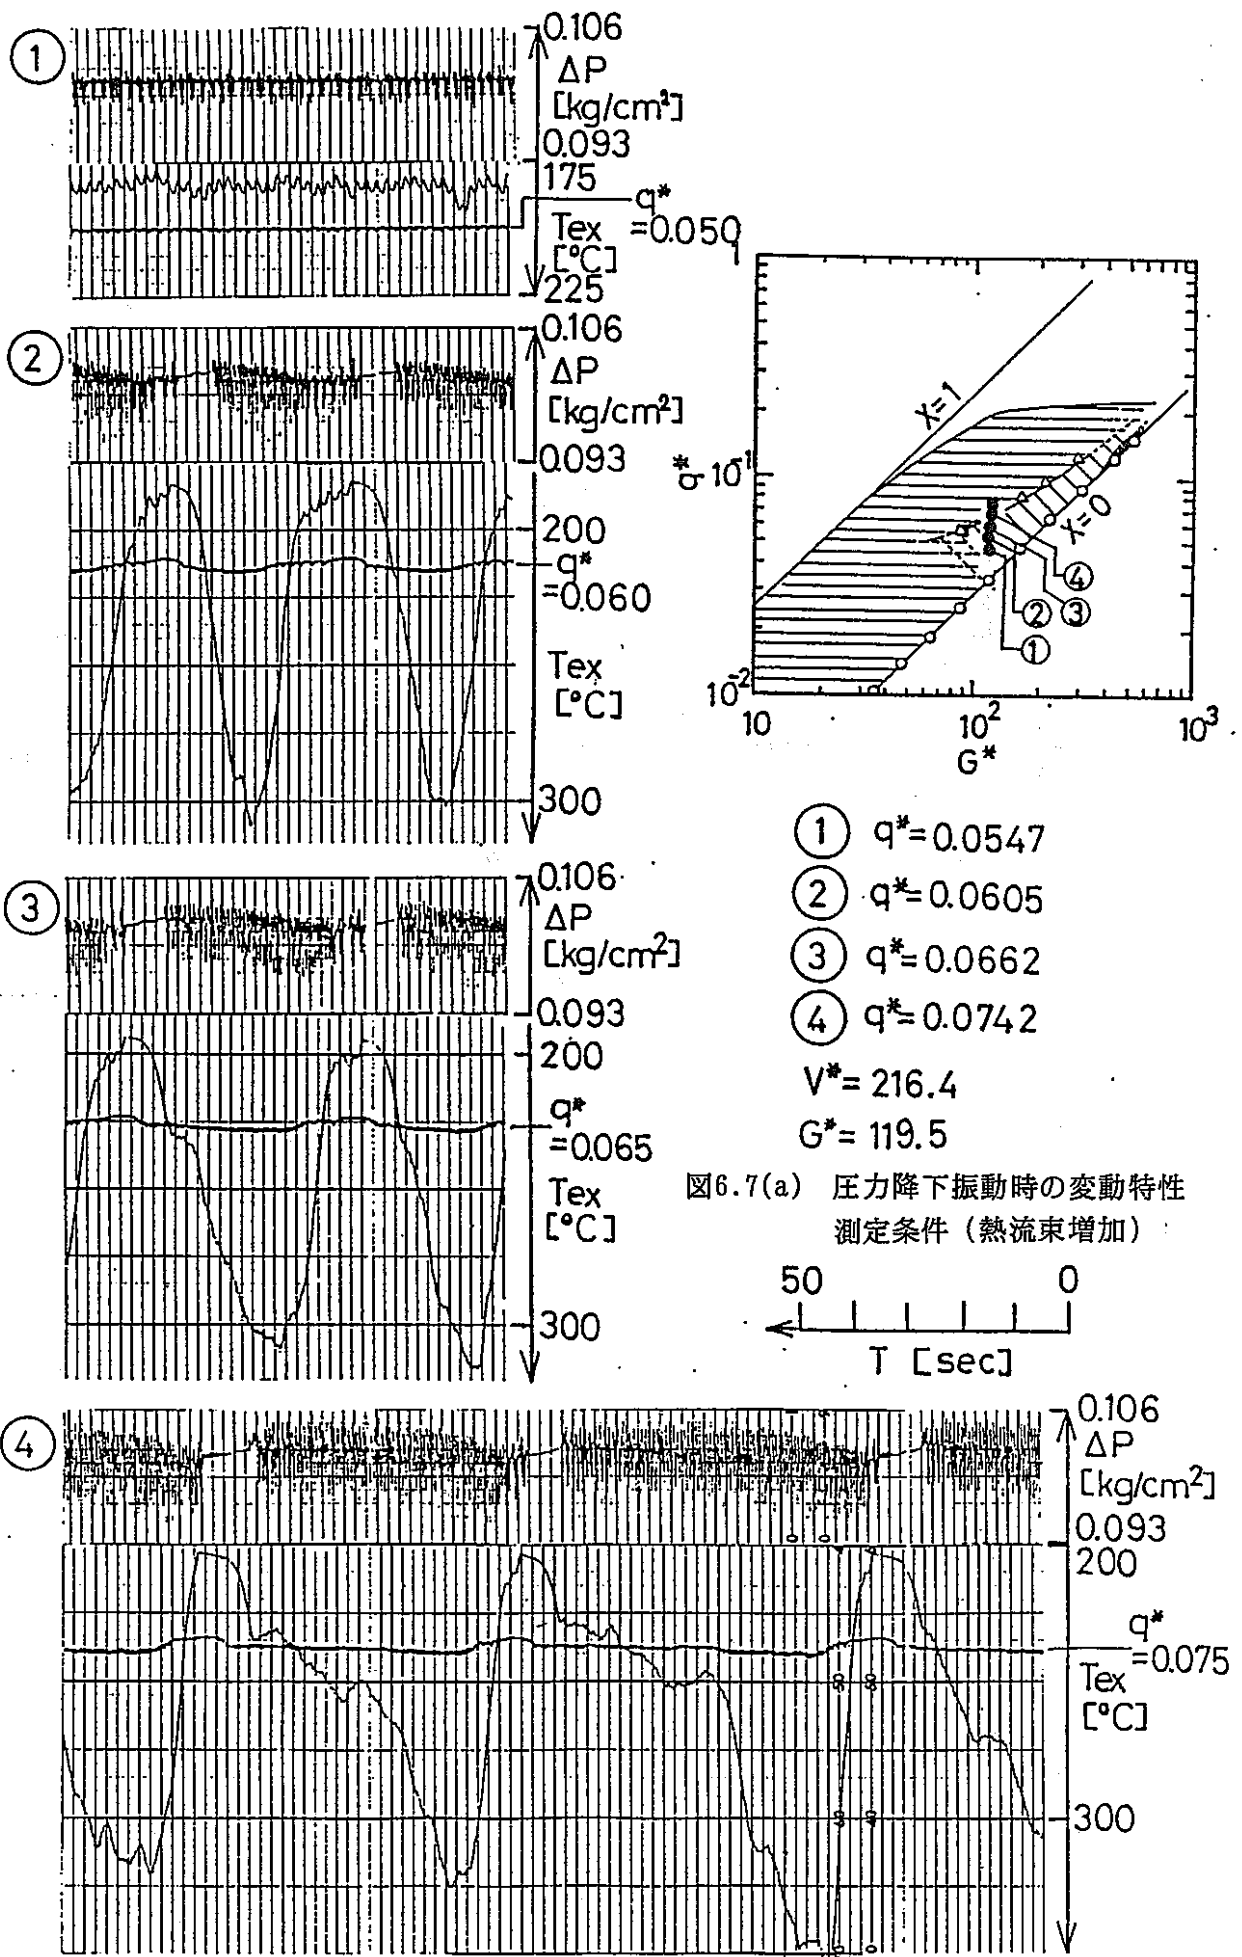 ①
0.106
ΔP
[kg/cm²]
0.093
175
q*
=0.050
Tex
[°C]
225
②
0.106
ΔP
[kg/cm²]
0.093
200
q*
=0.060
Tex
[°C]
300
③
0.106
ΔP
[kg/cm²]
0.093
200
q*
=0.065
Tex
[°C]
300
1
q*
10⁻¹
10⁻²
10
10²
10³
G*
X=1
X=0
④
③
②
①
① q*=0.0547
② q*=0.0605
③ q*=0.0662
④ q*=0.0742
V*=216.4
G*=119.5
図6.7(a) 圧力降下振動時の変動特性
測定条件（熱流束増加）
50 0
T [sec]
④
0.106
ΔP
[kg/cm²]
0.093
200
q*
=0.075
Tex
[°C]
300